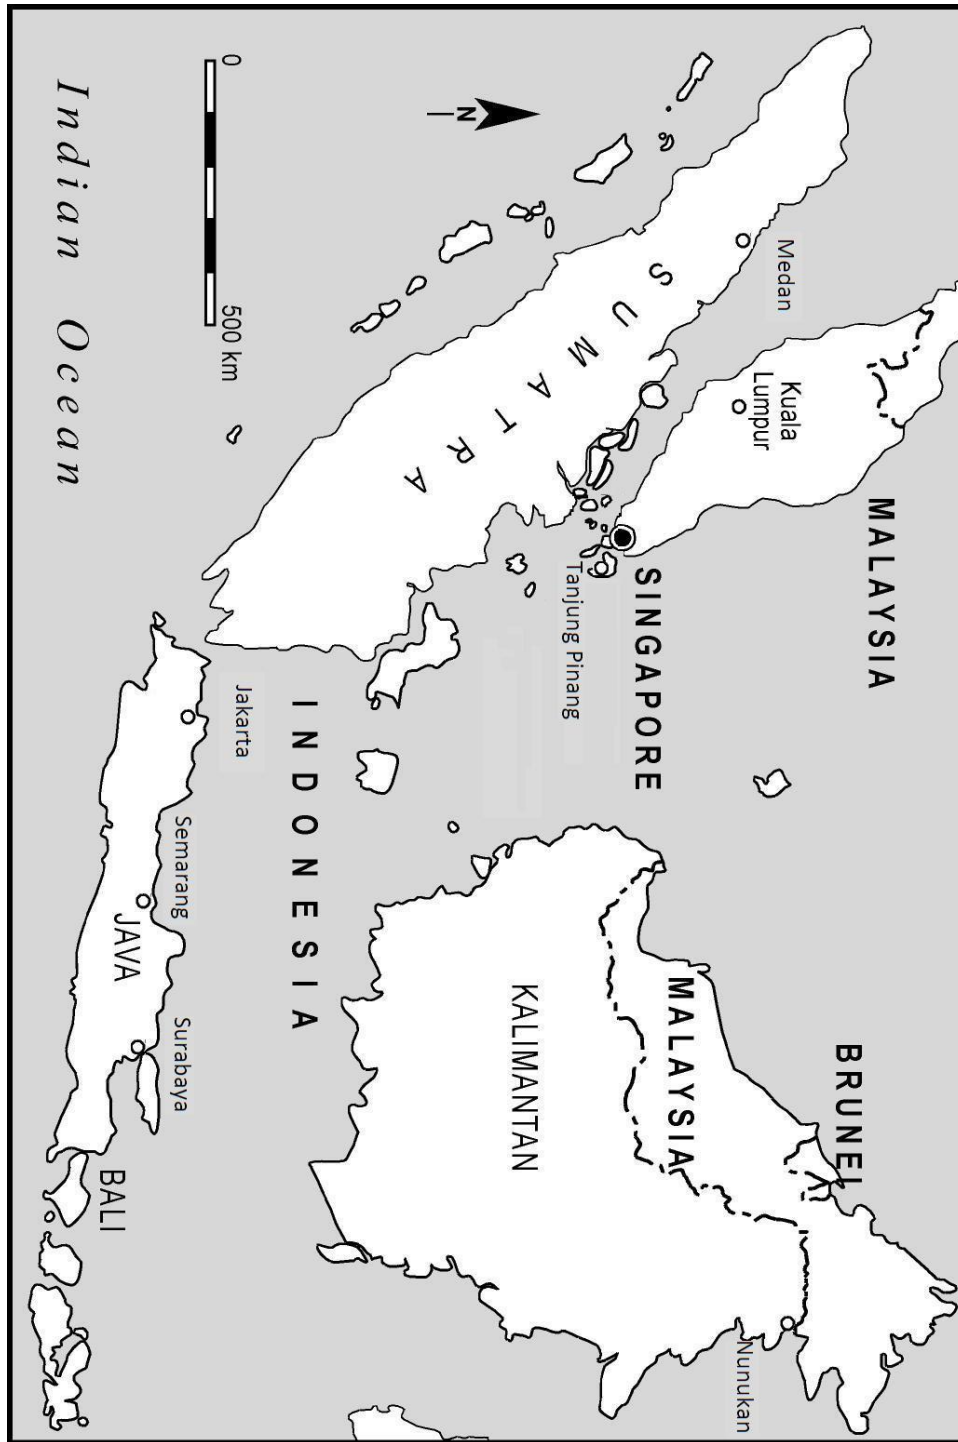 MALAYSIA
BRUNEI
Medan
Kuala
Lumpur
SINGAPORE
MALAYSIA
Nunukan
SUMATRA
Tanjung Pinang
KALIMANTAN
N
INDONESIA
0
500 km
Jakarta
Semarang
Surabaya
JAVA
BALI
Indian Ocean